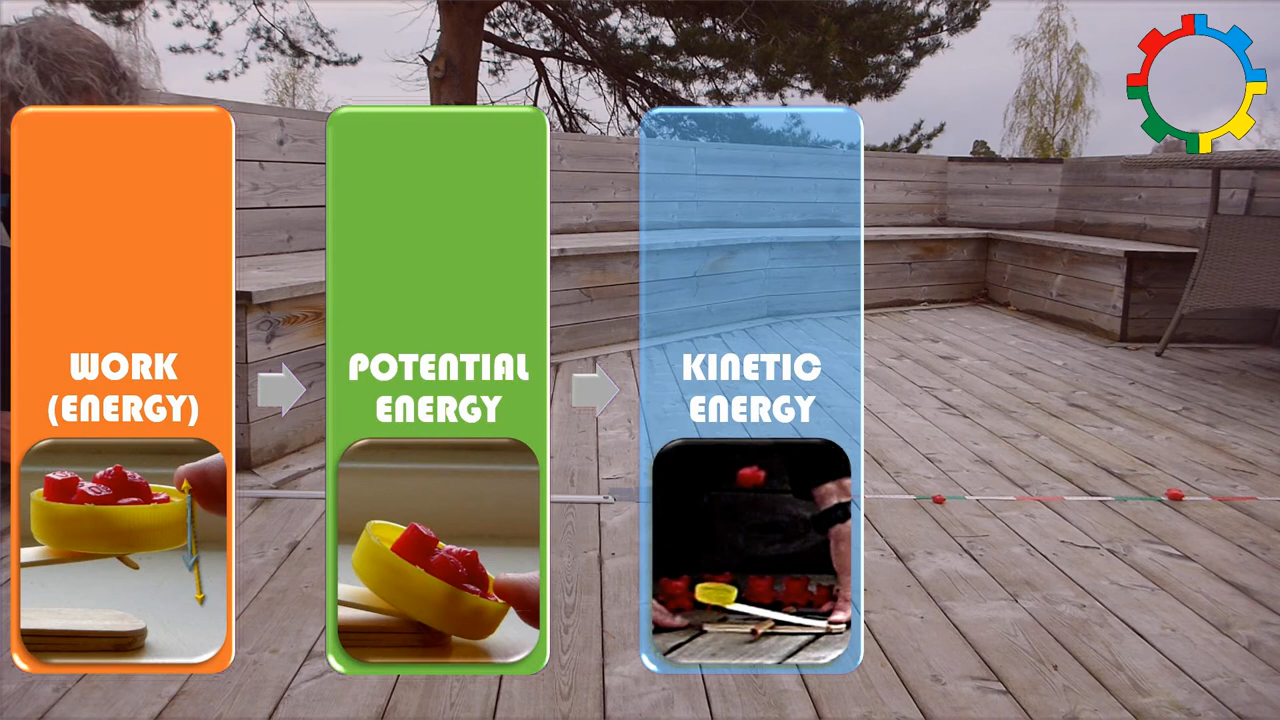 WORK
(ENERGY)
POTENTIAL
ENERGY
KINETIC
ENERGY